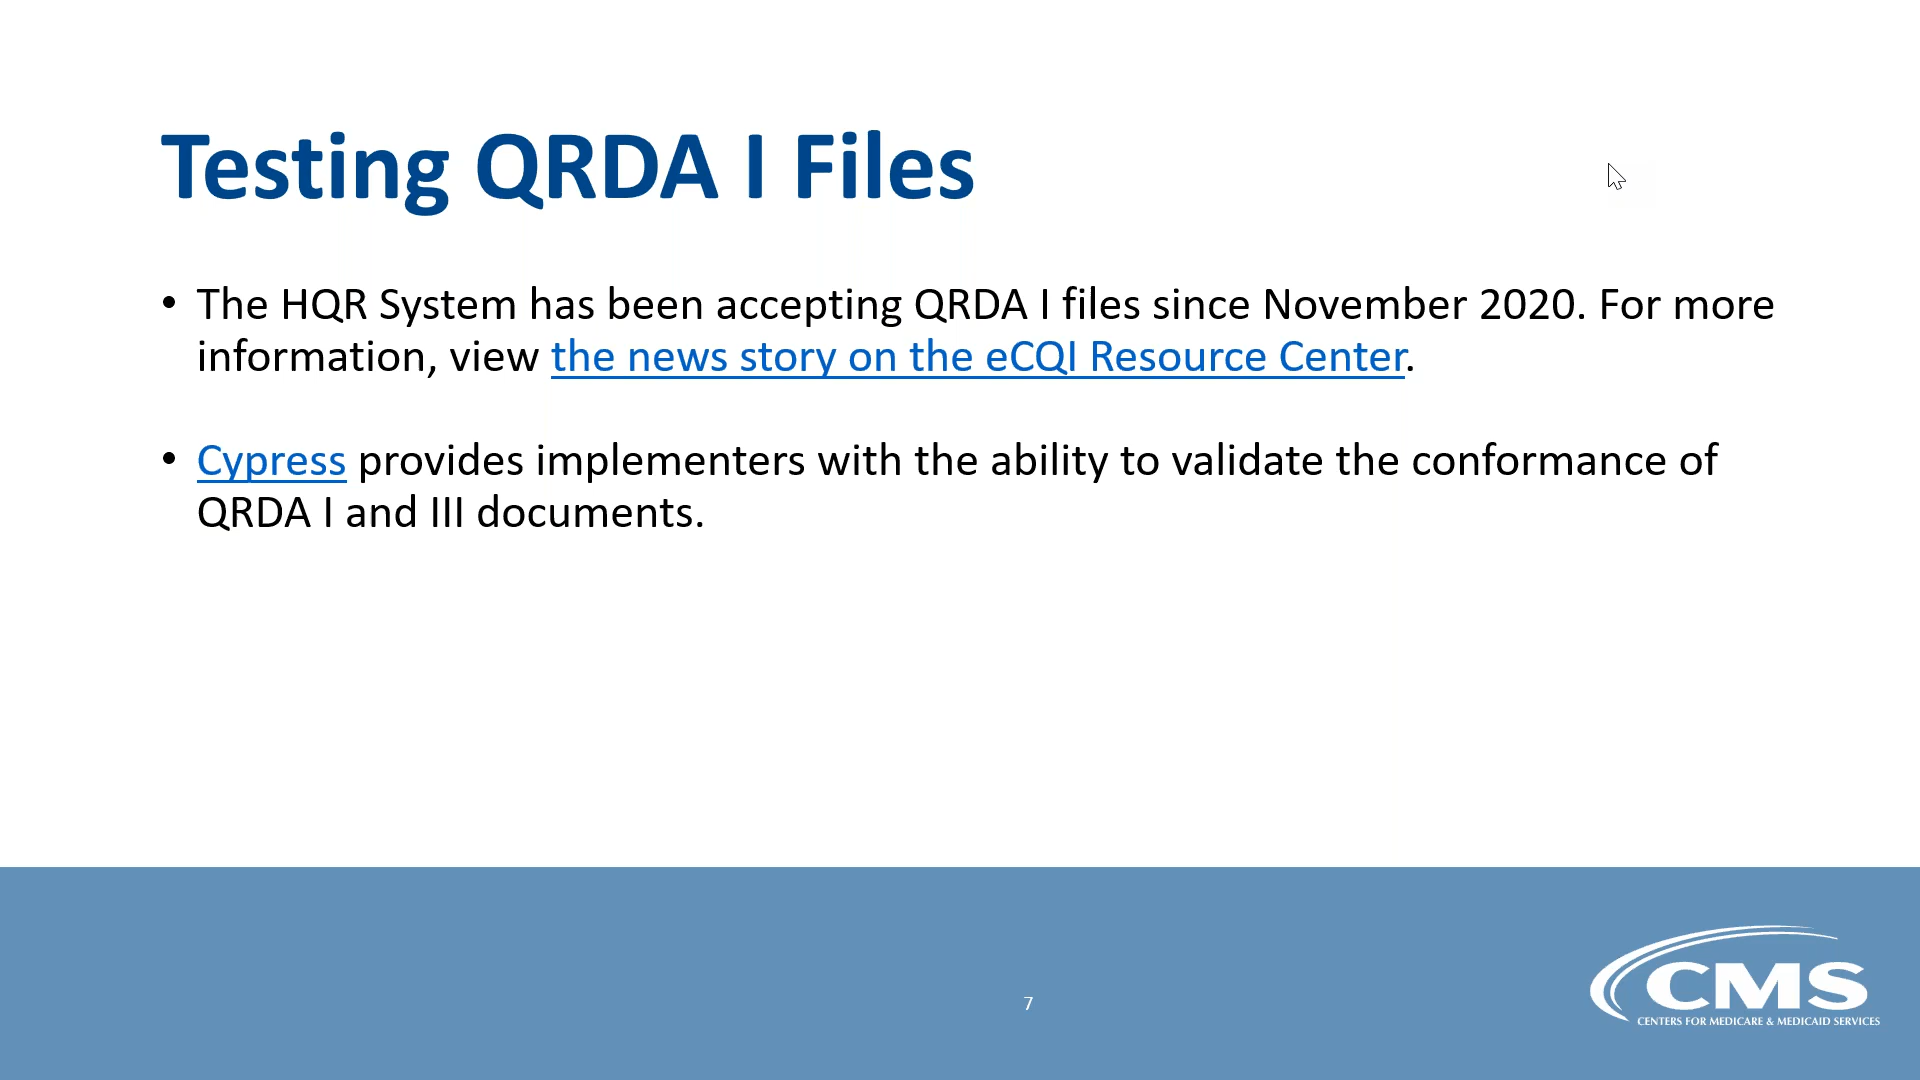 Testing QRDA I Files
• The HQR System has been accepting QRDA I files since November 2020. For more
information, view the news story on the eCQI Resource Center.
• Cypress provides implementers with the ability to validate the conformance of
QRDA I and III documents.
7
CMS
CENTERS FOR MEDICARE & MEDICAID SERVICES